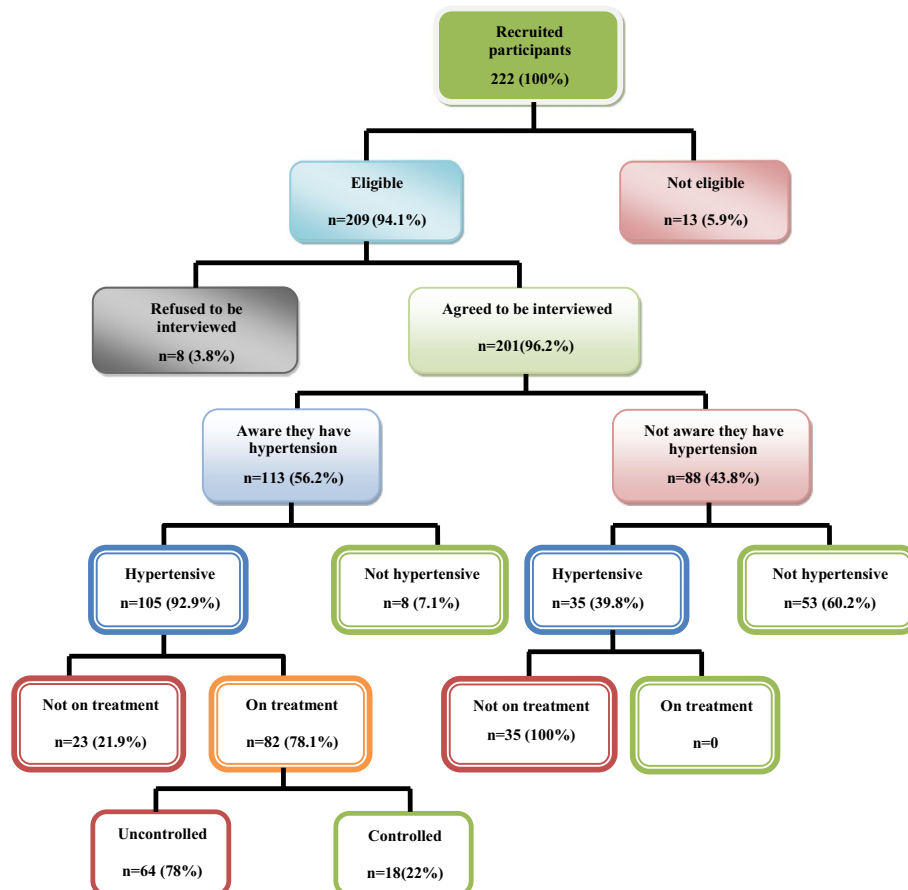 Recruited
participants
222 (100%)
Eligible
n=209 (94.1%)
Not eligible
n=13 (5.9%)
Refused to be
interviewed
n=8 (3.8%)
Agreed to be interviewed
n=201(96.2%)
Aware they have
hypertension
n=113 (56.2%)
Not aware they have
hypertension
n=88 (43.8%)
Hypertensive
n=105 (92.9%)
Not hypertensive
n=8 (7.1%)
Hypertensive
n=35 (39.8%)
Not hypertensive
n=53 (60.2%)
Not on treatment
n=23 (21.9%)
On treatment
n=82 (78.1%)
Not on treatment
n=35 (100%)
On treatment
n=0
Uncontrolled
n=64 (78%)
Controlled
n=18(22%)